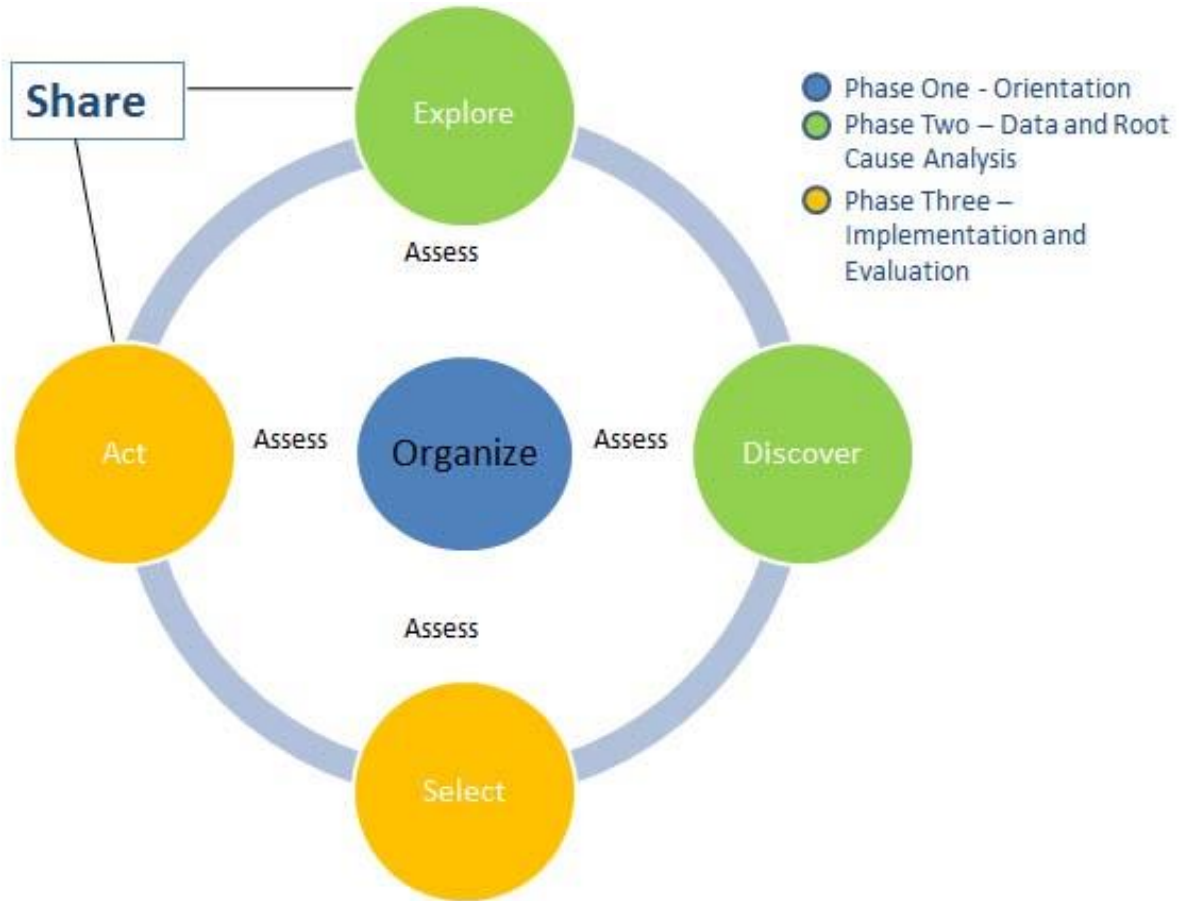 Share
Explore
Assess
Act
Assess
Organize
Assess
Discover
Assess
Select
Phase One - Orientation
Phase Two – Data and Root
Cause Analysis
Phase Three –
Implementation and
Evaluation